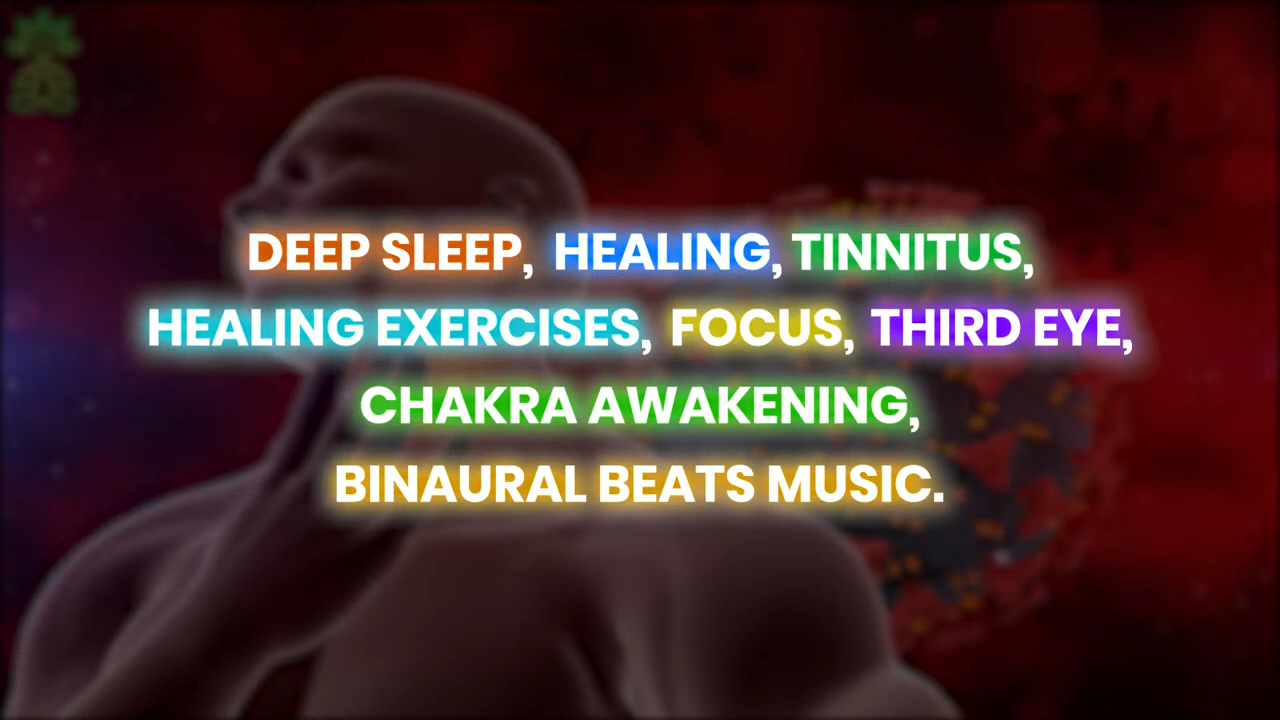 DEEP SLEEP, HEALING, TINNITUS,
HEALING EXERCISES, FOCUS, THIRD EYE,
CHAKRA AWAKENING,
BINAURAL BEATS MUSIC.